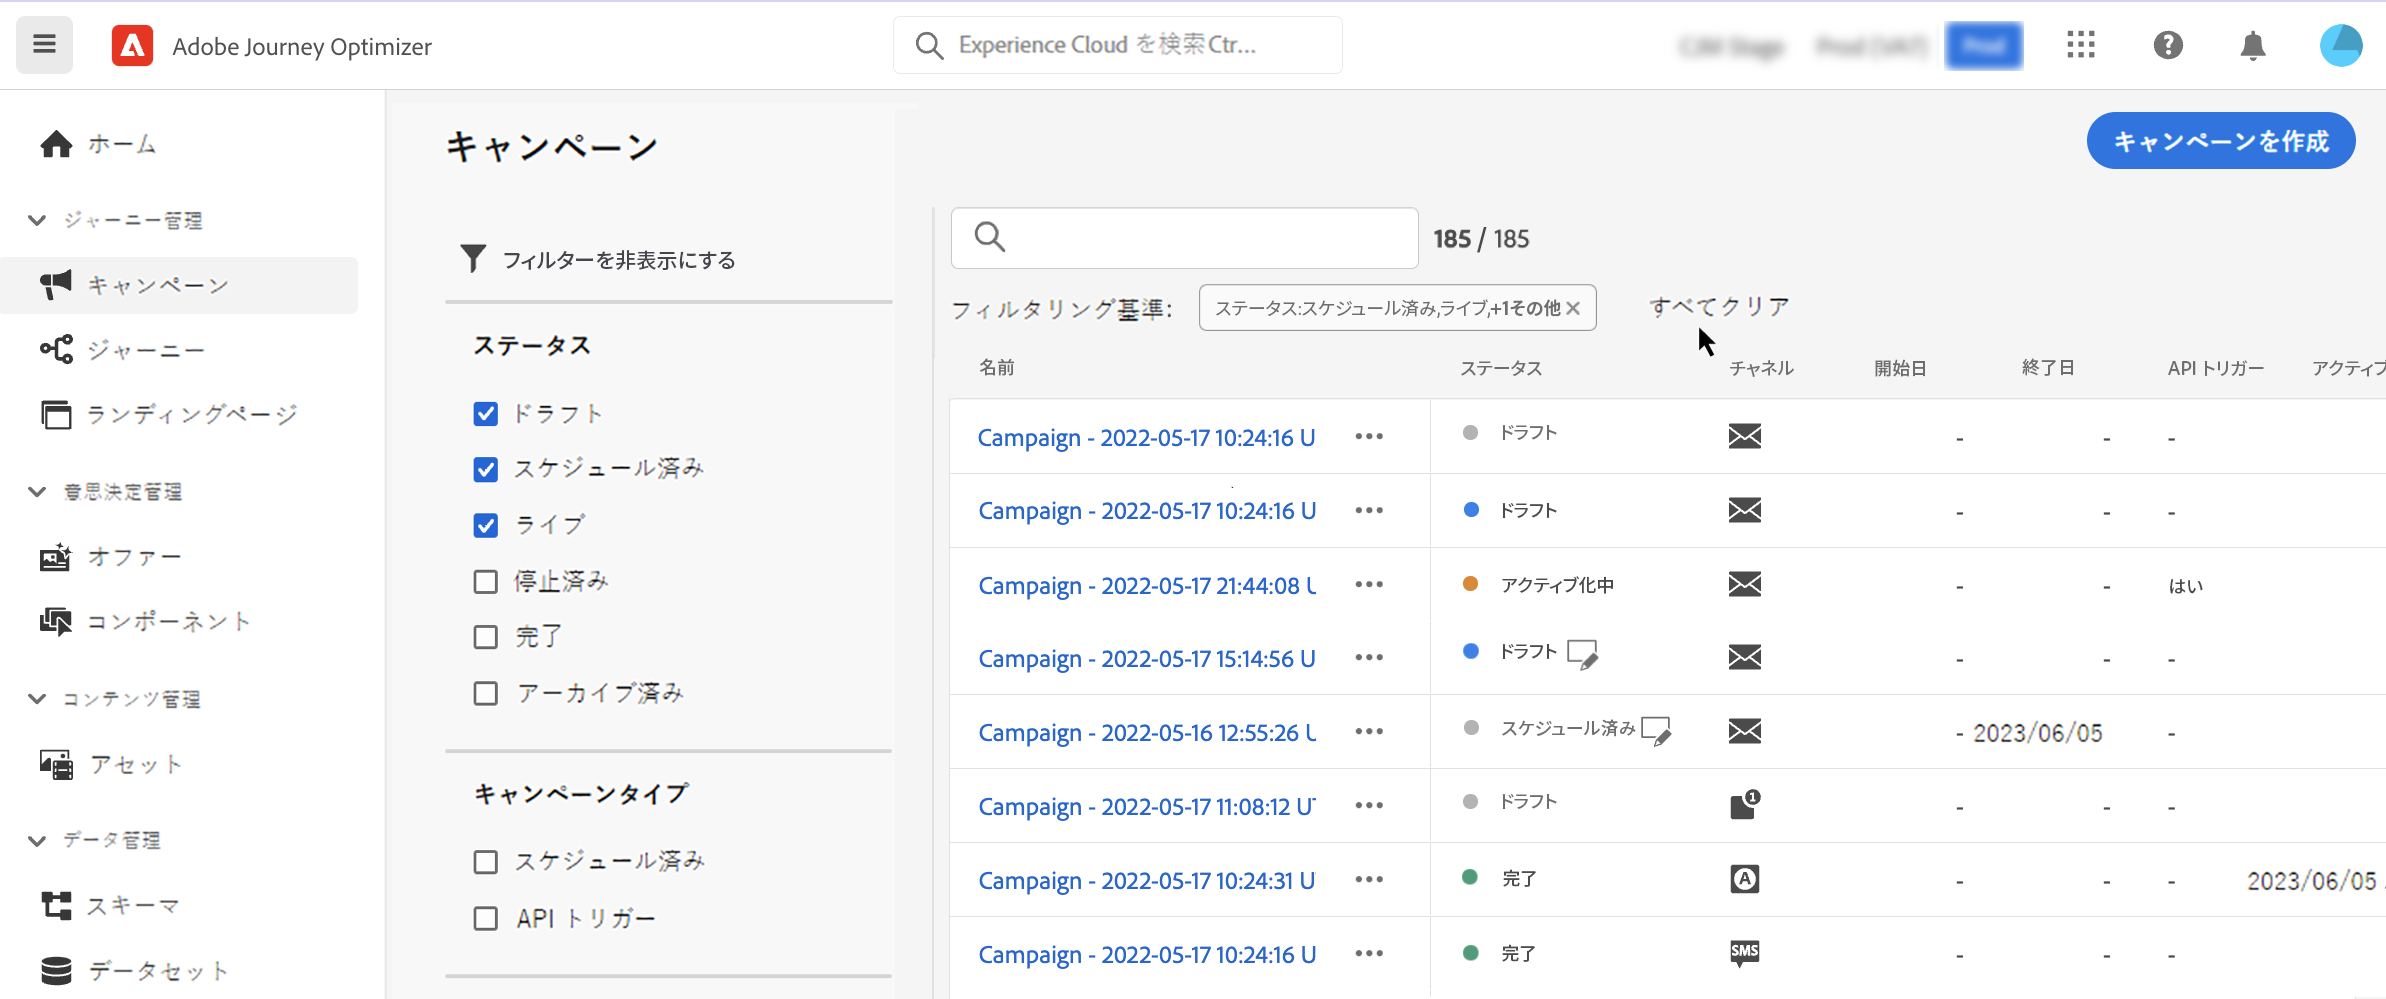 Adobe Journey Optimizer
Experience Cloud を検索Ctr...
ホーム
ジャーニー管理
キャンペーン
ジャーニー
ランディングページ
意思決定管理
オファー
コンポーネント
コンテンツ管理
アセット
データ管理
スキーマ
データセット
キャンペーン
キャンペーンを作成
フィルターを非表示にする
ステータス
ドラフト
スケジュール済み
ライブ
停止済み
完了
アーカイブ済み
キャンペーンタイプ
スケジュール済み
API トリガー
185 / 185
フィルタリング基準: ステータス:スケジュール済み,ライブ,+1その他 すべてクリア
名前 ステータス チャネル 開始日 終了日 API トリガー アクティブ
Campaign - 2022-05-17 10:24:16 U ドラフト - - -
Campaign - 2022-05-17 10:24:16 U ドラフト - - -
Campaign - 2022-05-17 21:44:08 U アクティブ化中 - - はい
Campaign - 2022-05-17 15:14:56 U ドラフト - - -
Campaign - 2022-05-16 12:55:26 U スケジュール済み - 2023/06/05 -
Campaign - 2022-05-17 11:08:12 UT ドラフト 1 - - -
Campaign - 2022-05-17 10:24:31 U 完了 A - - - 2023/06/05
Campaign - 2022-05-17 10:24:16 U 完了 SMS - - -